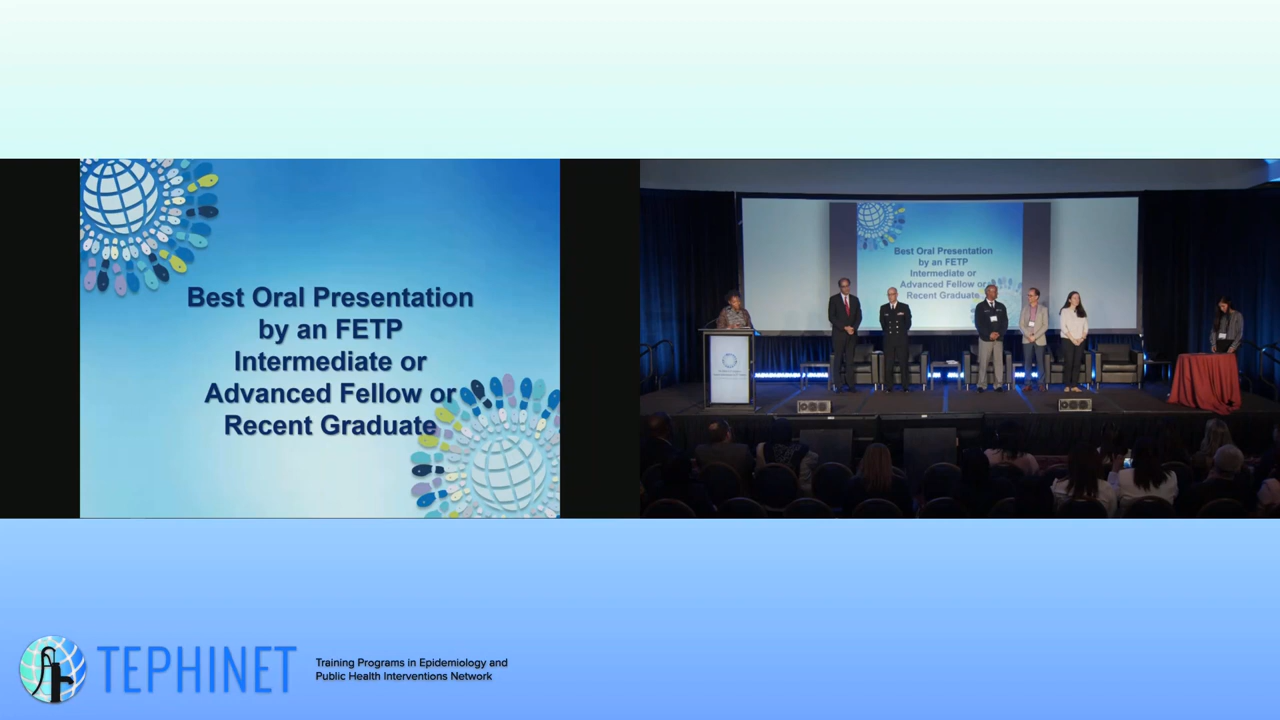 Best Oral Presentation
by an FETP
Intermediate or
Advanced Fellow or
Recent Graduate
Best Oral Presentation
by an FETP
Intermediate or
Advanced Fellow or
Recent Graduate
TEPHINET
Training Programs in Epidemiology and
Public Health Interventions Network